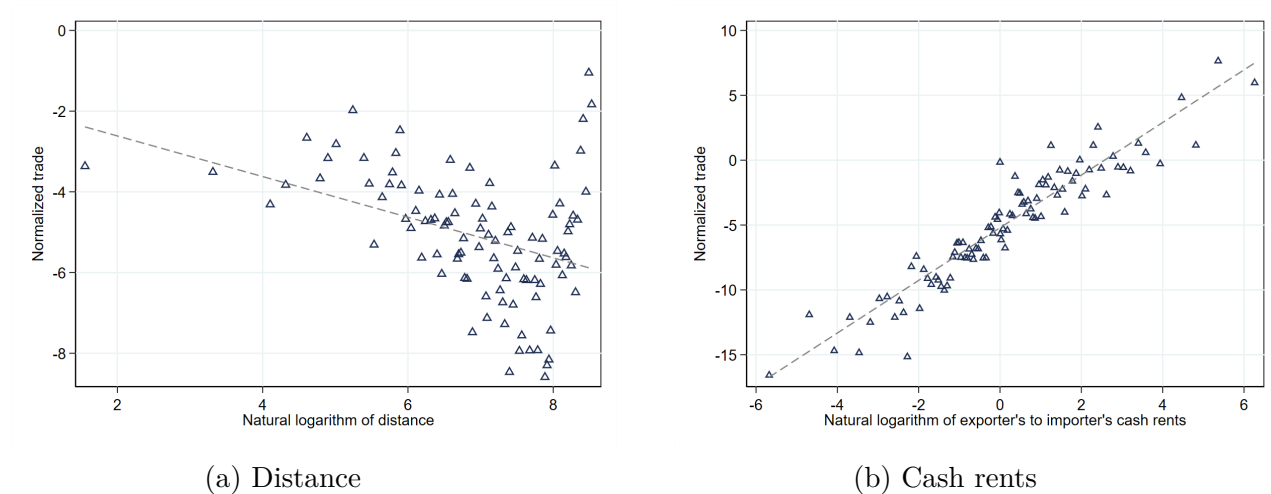 0
-2
-4
-6
-8
Normalized trade
2 4 6 8
Natural logarithm of distance
(a) Distance
10
5
0
-5
-10
-15
Normalized trade
-6 -4 -2 0 2 4 6
Natural logarithm of exporter's to importer's cash rents
(b) Cash rents